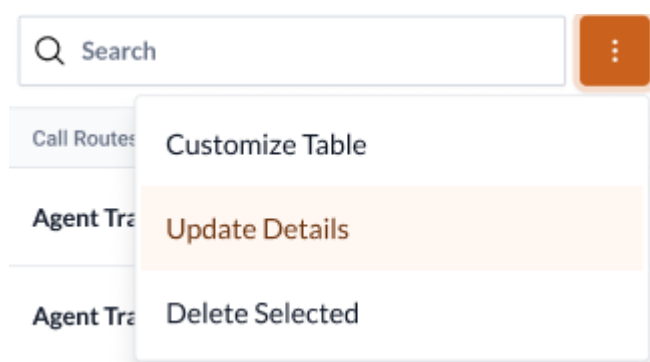 Search
Call Routes
Customize Table
Agent Tra
Update Details
Agent Tra
Delete Selected